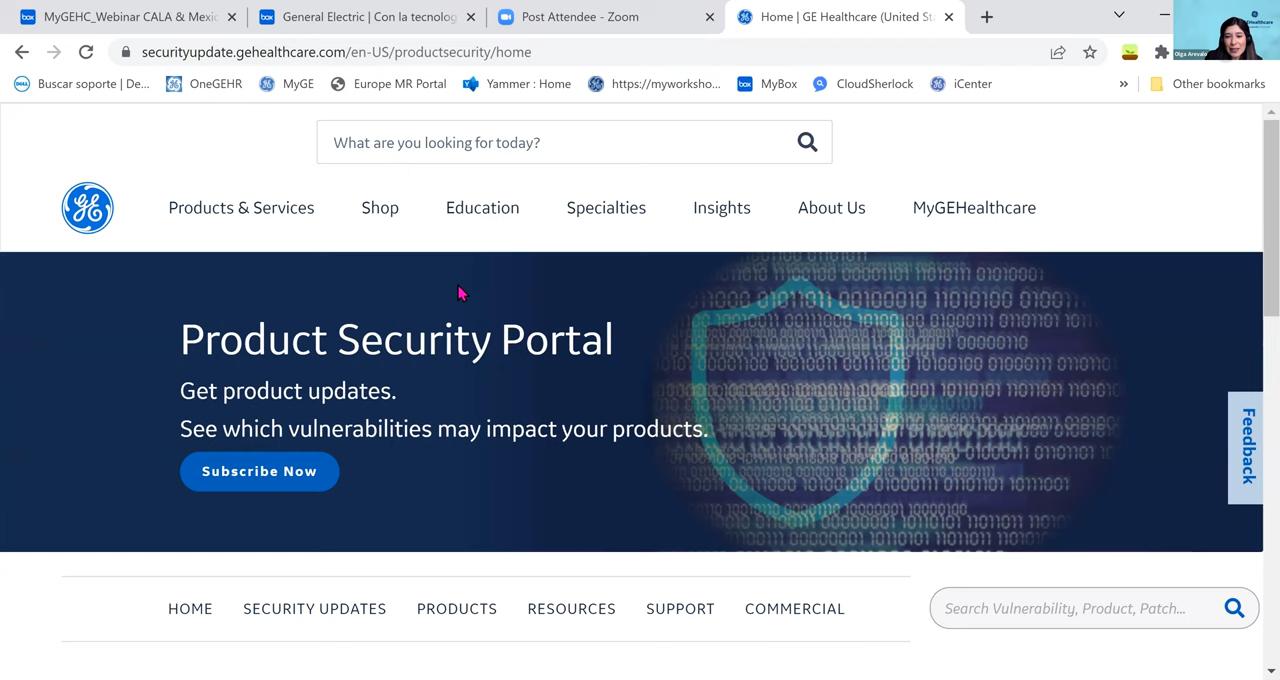 MyGEHC_Webinar CALA & Mexic
General Electric | Con la tecnolog
Post Attendee - Zoom
Home | GE Healthcare (United Sta
securityupdate.gehealthcare.com/en-US/productsecurity/home
Olga Arevalo
Buscar soporte | De...
OneGEHR
MyGE
Europe MR Portal
Yammer : Home
https://myworksho...
MyBox
CloudSherlock
iCenter
»
Other bookmarks
What are you looking for today?
Products & Services
Shop
Education
Specialties
Insights
About Us
MyGEHealthcare
Product Security Portal
Get product updates.
See which vulnerabilities may impact your products.
Subscribe Now
Feedback
HOME
SECURITY UPDATES
PRODUCTS
RESOURCES
SUPPORT
COMMERCIAL
Search Vulnerability, Product, Patch...